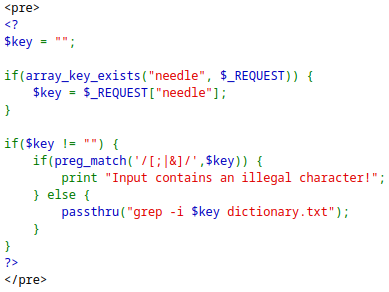 <pre>
<?
$key = "";

if(array_key_exists("needle", $_REQUEST)) {
    $key = $_REQUEST["needle"];
}

if($key != "") {
    if(preg_match('/[;|&]/',$key)) {
        print "Input contains an illegal character!";
    } else {
        passthru("grep -i $key dictionary.txt");
    }
}
?>
</pre>